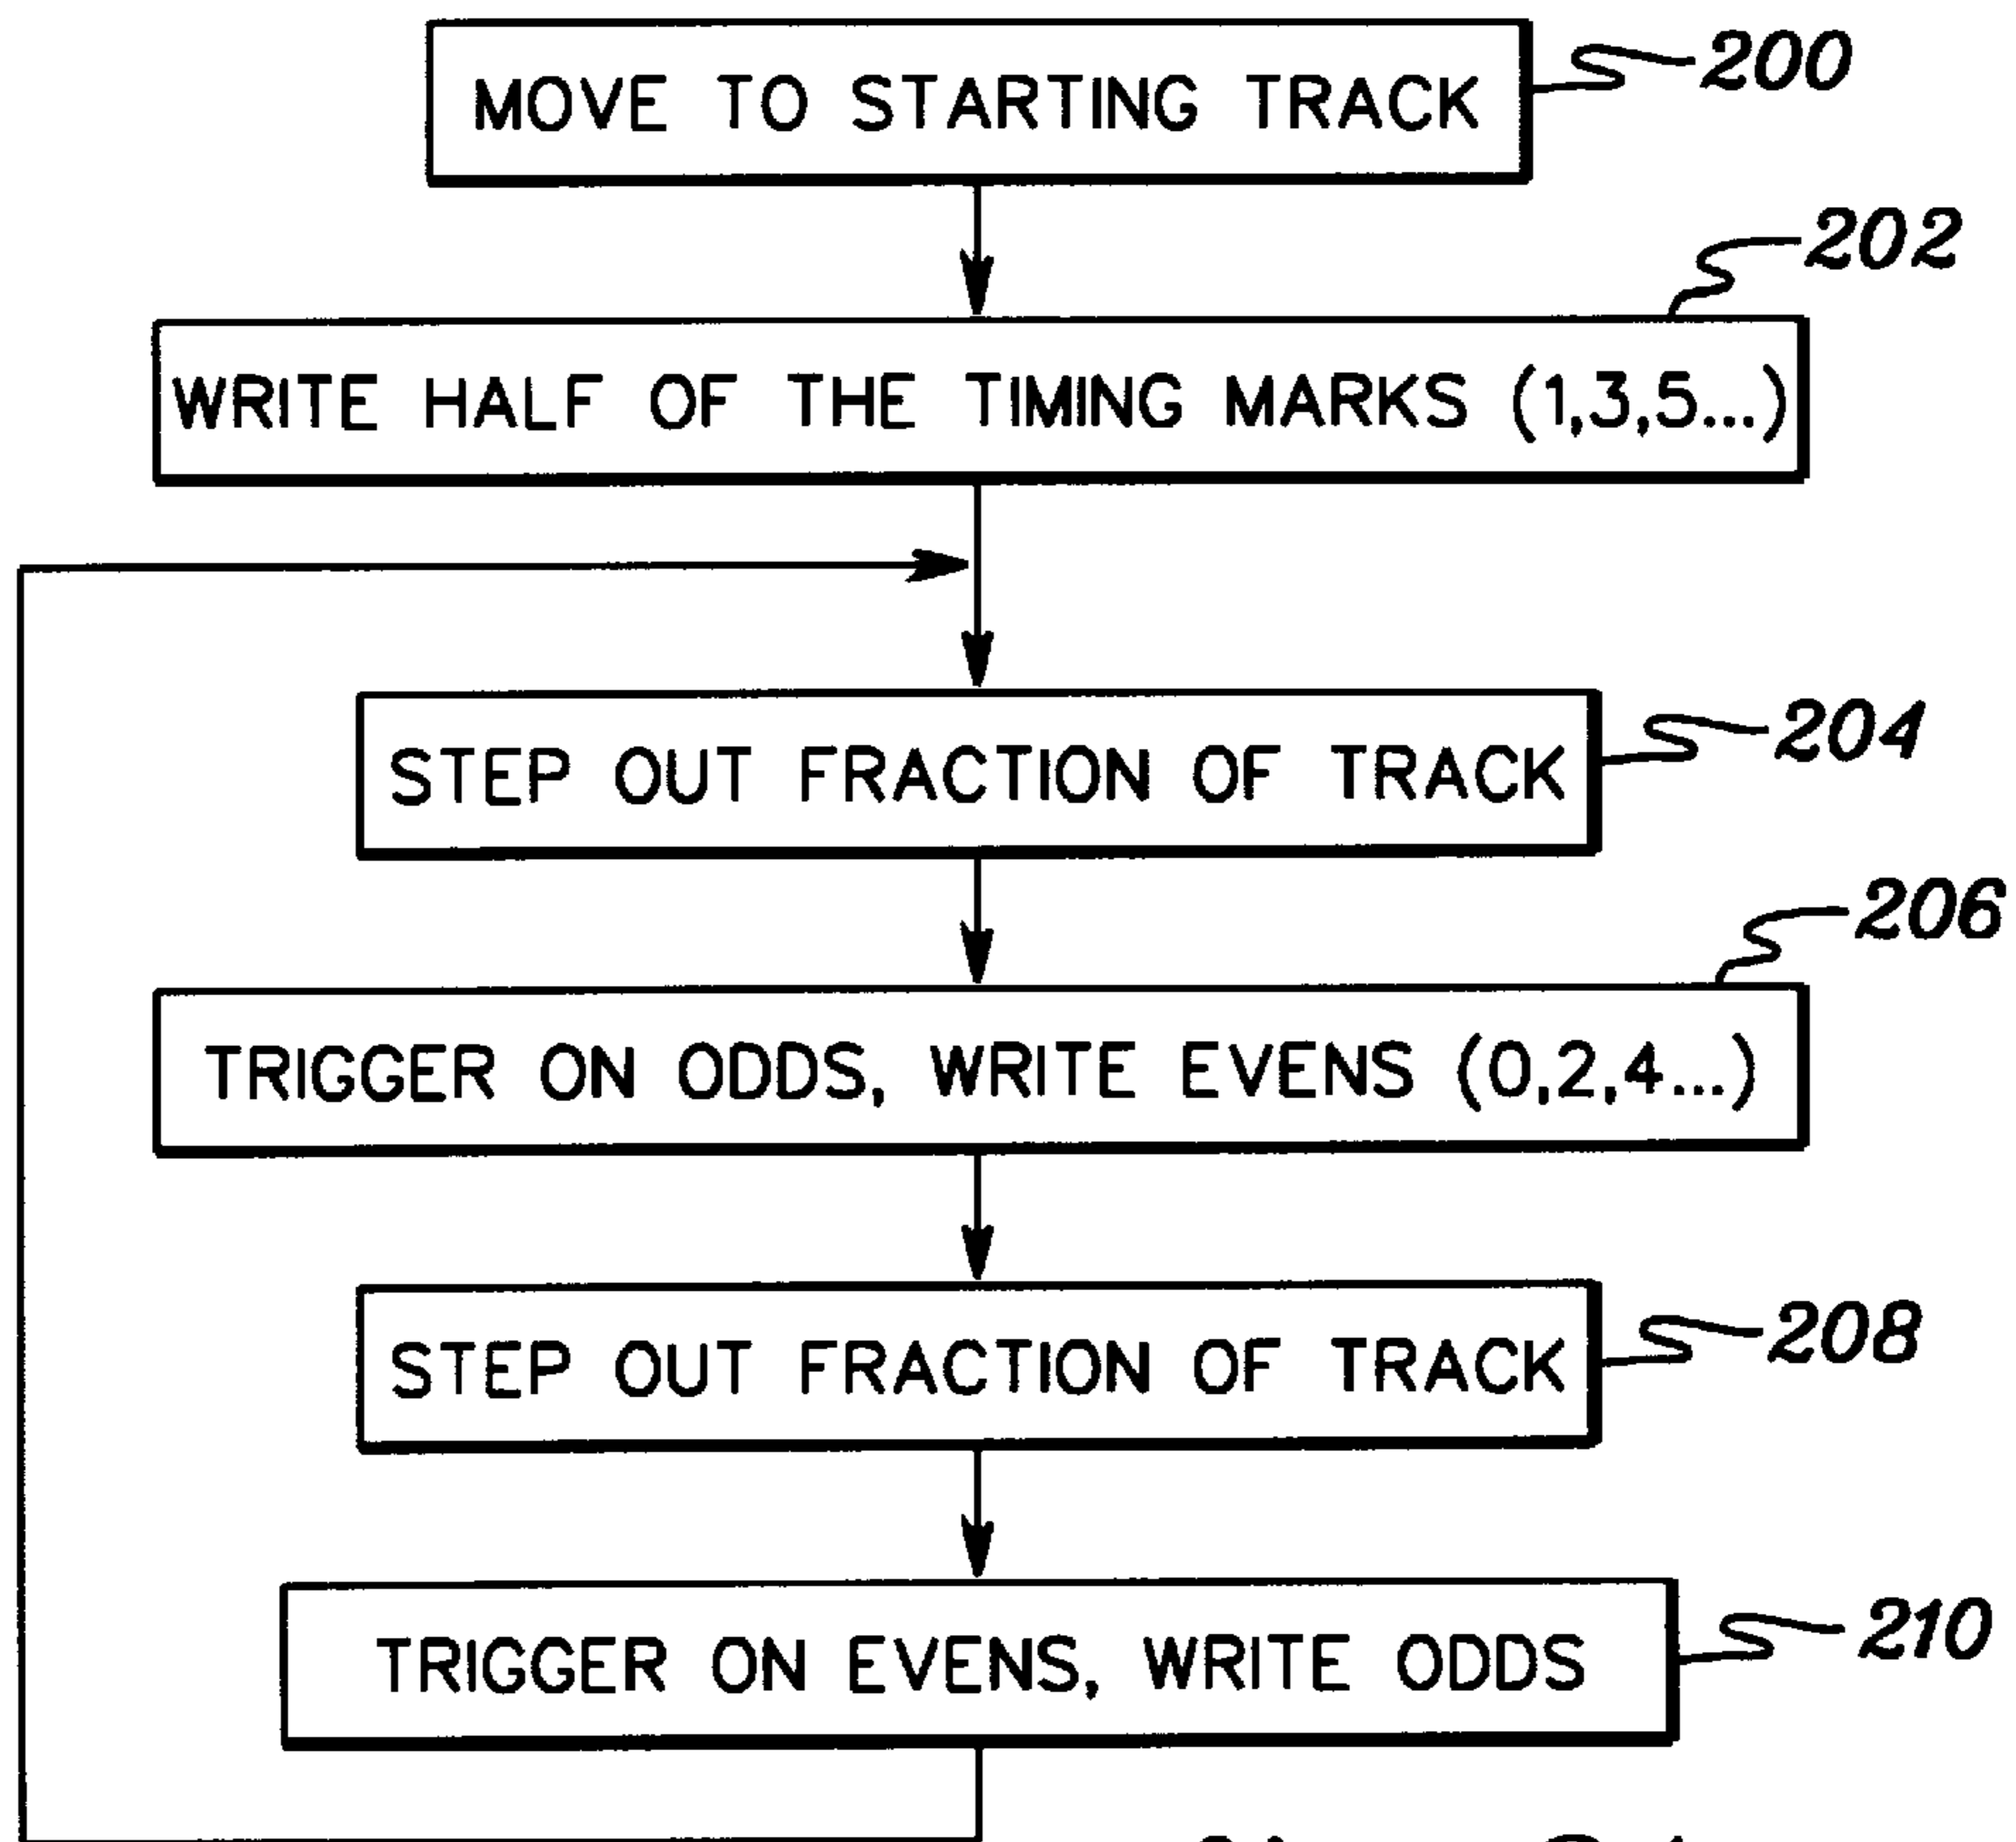 MOVE TO STARTING TRACK
200
202
WRITE HALF OF THE TIMING MARKS (1,3,5...)
STEP OUT FRACTION OF TRACK
204
206
TRIGGER ON ODDS, WRITE EVENS (0,2,4...)
STEP OUT FRACTION OF TRACK
208
TRIGGER ON EVENS, WRITE ODDS
210